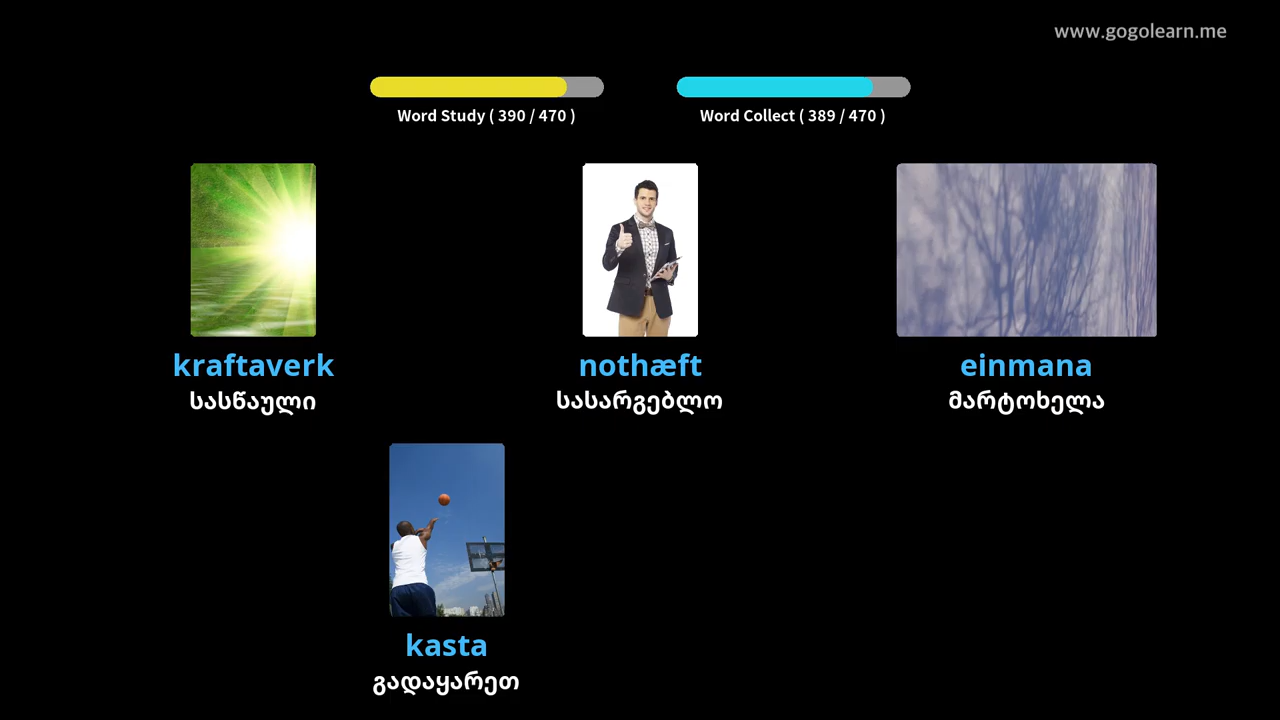 www.gogolearn.me
Word Study ( 390 / 470 )
Word Collect ( 389 / 470 )
kraftaverk
nothæft
einmana
სასწაული
სასარგებლო
მარტოხელა
kasta
გადაყარეთ